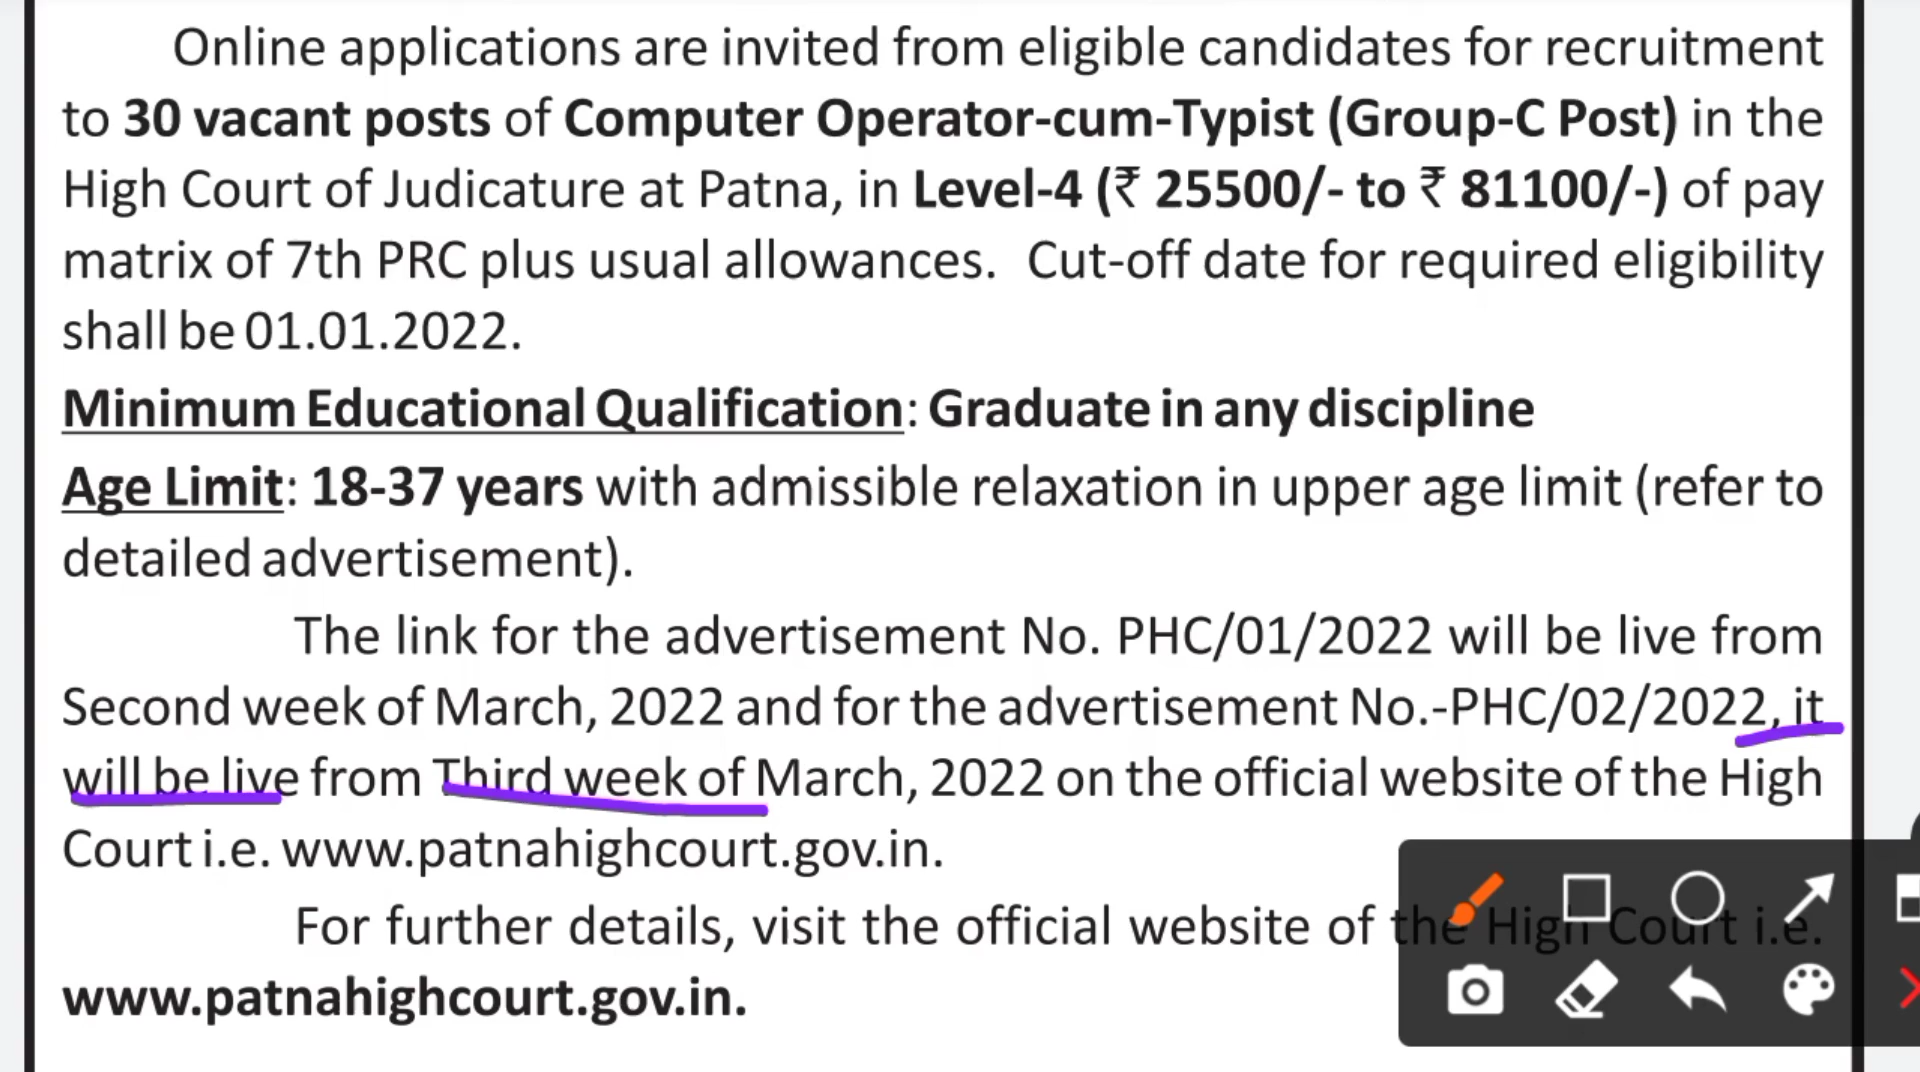 Online applications are invited from eligible candidates for recruitment
to 30 vacant posts of Computer Operator-cum-Typist (Group-C Post) in the
High Court of Judicature at Patna, in Level-4 (₹ 25500/- to ₹ 81100/-) of pay
matrix of 7th PRC plus usual allowances. Cut-off date for required eligibility
shall be 01.01.2022.
Minimum Educational Qualification: Graduate in any discipline
Age Limit: 18-37 years with admissible relaxation in upper age limit (refer to
detailed advertisement).
The link for the advertisement No. PHC/01/2022 will be live from
Second week of March, 2022 and for the advertisement No.-PHC/02/2022, it
will be live from Third week of March, 2022 on the official website of the High
Court i.e. www.patnahighcourt.gov.in.
For further details, visit the official website of the High Court i.e.
www.patnahighcourt.gov.in.